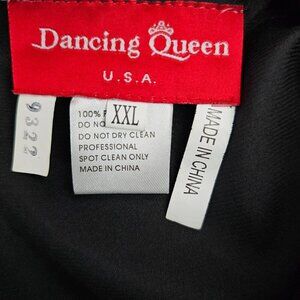 Dancing Queen
U.S.A.
9322
XXL
100%
DO NO
DO NOT DRY CLEAN
PROFESSIONAL
SPOT CLEAN ONLY
MADE IN CHINA
MADE IN CHINA